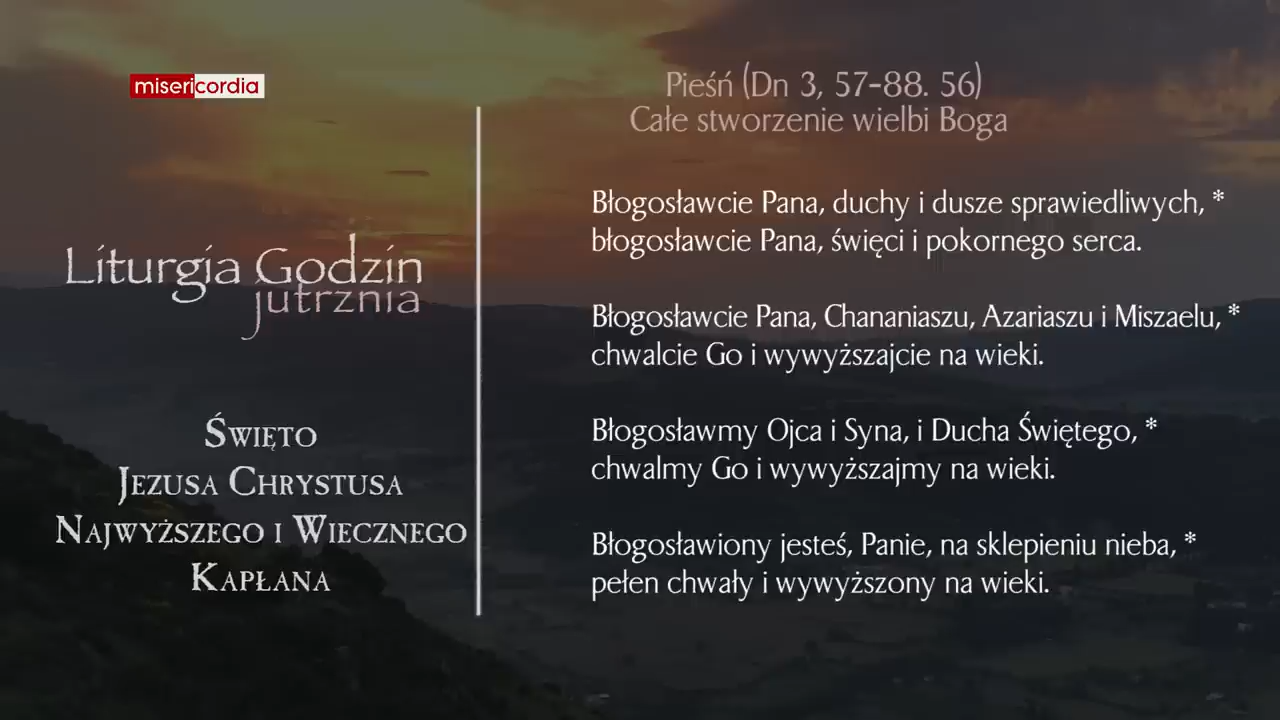 misericordia
Liturgia Godzin
jutrznia
Święto
Jezusa Chrystusa
Najwyższego i Wiecznego
Kapłana
Pieśń (Dn 3, 57-88. 56)
Całe stworzenie wielbi Boga
Błogosławcie Pana, duchy i dusze sprawiedliwych, *
błogosławcie Pana, święci i pokornego serca.
Błogosławcie Pana, Chananiaszu, Azariaszu i Miszaelu, *
chwalcie Go i wywyższajcie na wieki.
Błogosławmy Ojca i Syna, i Ducha Świętego, *
chwalmy Go i wywyższajmy na wieki.
Błogosławiony jesteś, Panie, na sklepieniu nieba, *
pełen chwały i wywyższony na wieki.